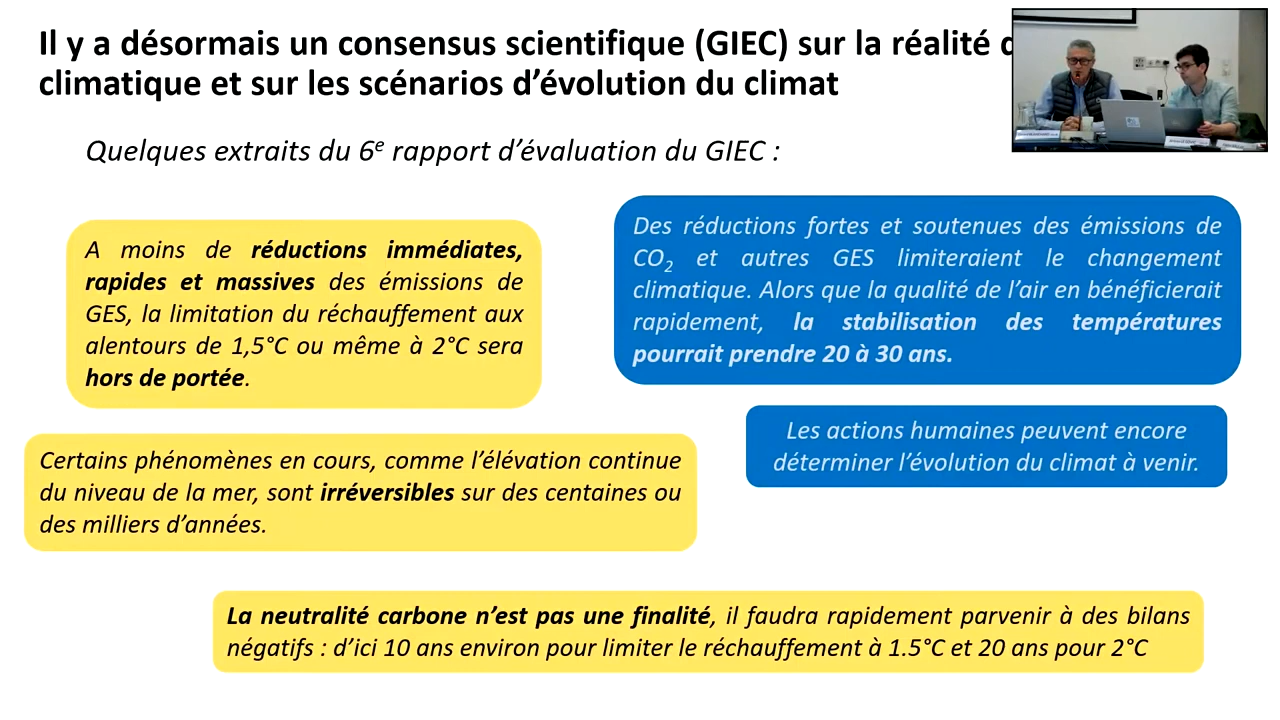 Il y a désormais un consensus scientifique (GIEC) sur la réalité
climatique et sur les scénarios d’évolution du climat
Quelques extraits du 6e rapport d’évaluation du GIEC :
A moins de réductions immédiates,
rapides et massives des émissions de
GES, la limitation du réchauffement aux
alentours de 1,5°C ou même à 2°C sera
hors de portée.
Des réductions fortes et soutenues des émissions de
CO2 et autres GES limiteraient le changement
climatique. Alors que la qualité de l’air en bénéficierait
rapidement, la stabilisation des températures
pourrait prendre 20 à 30 ans.
Les actions humaines peuvent encore
déterminer l’évolution du climat à venir.
Certains phénomènes en cours, comme l’élévation continue
du niveau de la mer, sont irréversibles sur des centaines ou
des milliers d’années.
La neutralité carbone n’est pas une finalité, il faudra rapidement parvenir à des bilans
négatifs : d’ici 10 ans environ pour limiter le réchauffement à 1.5°C et 20 ans pour 2°C